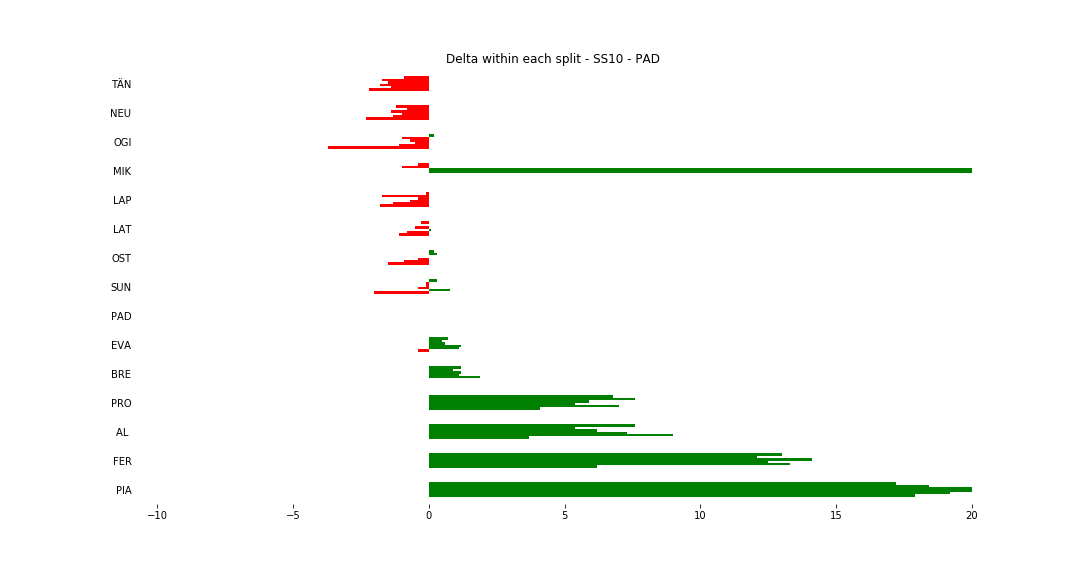 Delta within each split - SS10 - PAD
TÄN
NEU
OGI
MIK
LAP
LAT
OST
SUN
PAD
EVA
BRE
PRO
AL
FER
PIA
−10 −5 0 5 10 15 20